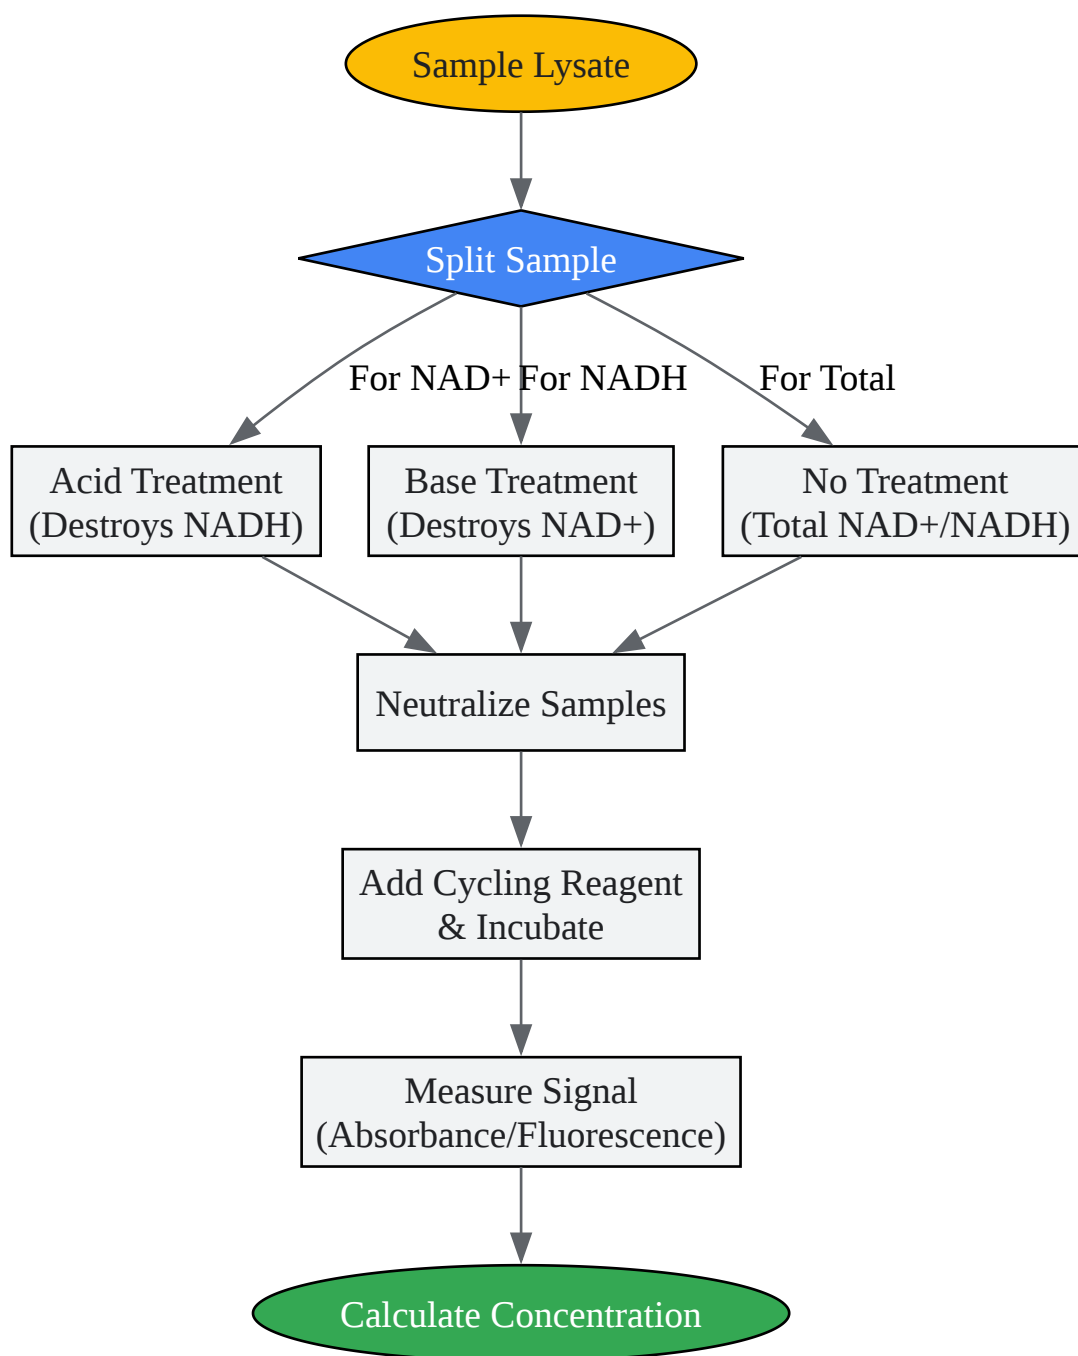 Sample Lysate
Split Sample
For NAD+
For NADH
For Total
Acid Treatment
(Destroys NADH)
Base Treatment
(Destroys NAD+)
No Treatment
(Total NAD+/NADH)
Neutralize Samples
Add Cycling Reagent
& Incubate
Measure Signal
(Absorbance/Fluorescence)
Calculate Concentration